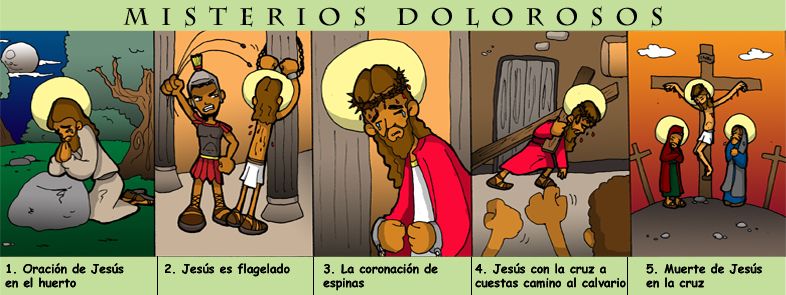 MISTERIOS DOLOROSOS
1. Oración de Jesús
en el huerto
2. Jesús es flagelado
3. La coronación de
espinas
4. Jesús con la cruz a
cuestas camino al calvario
5. Muerte de Jesús
en la cruz